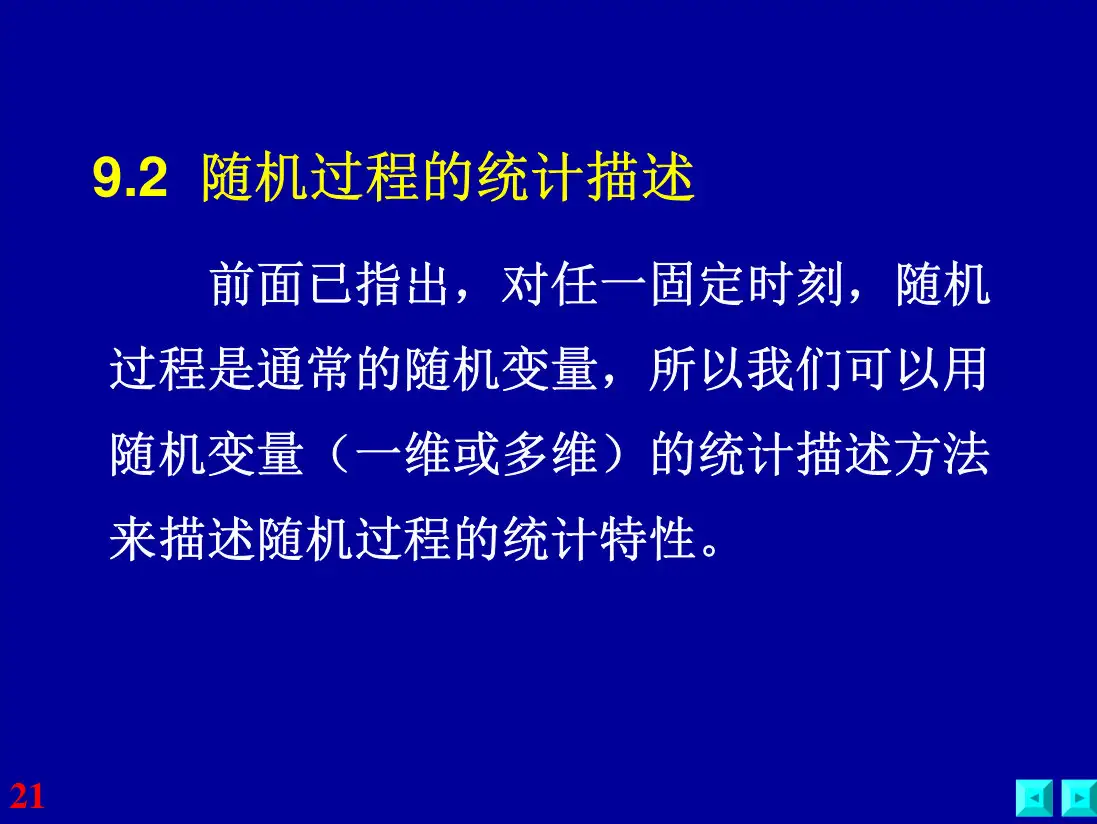 9.2 随机过程的统计描述
前面已指出，对任一固定时刻，随机
过程是通常的随机变量，所以我们可以用
随机变量（一维或多维）的统计描述方法
来描述随机过程的统计特性。
21